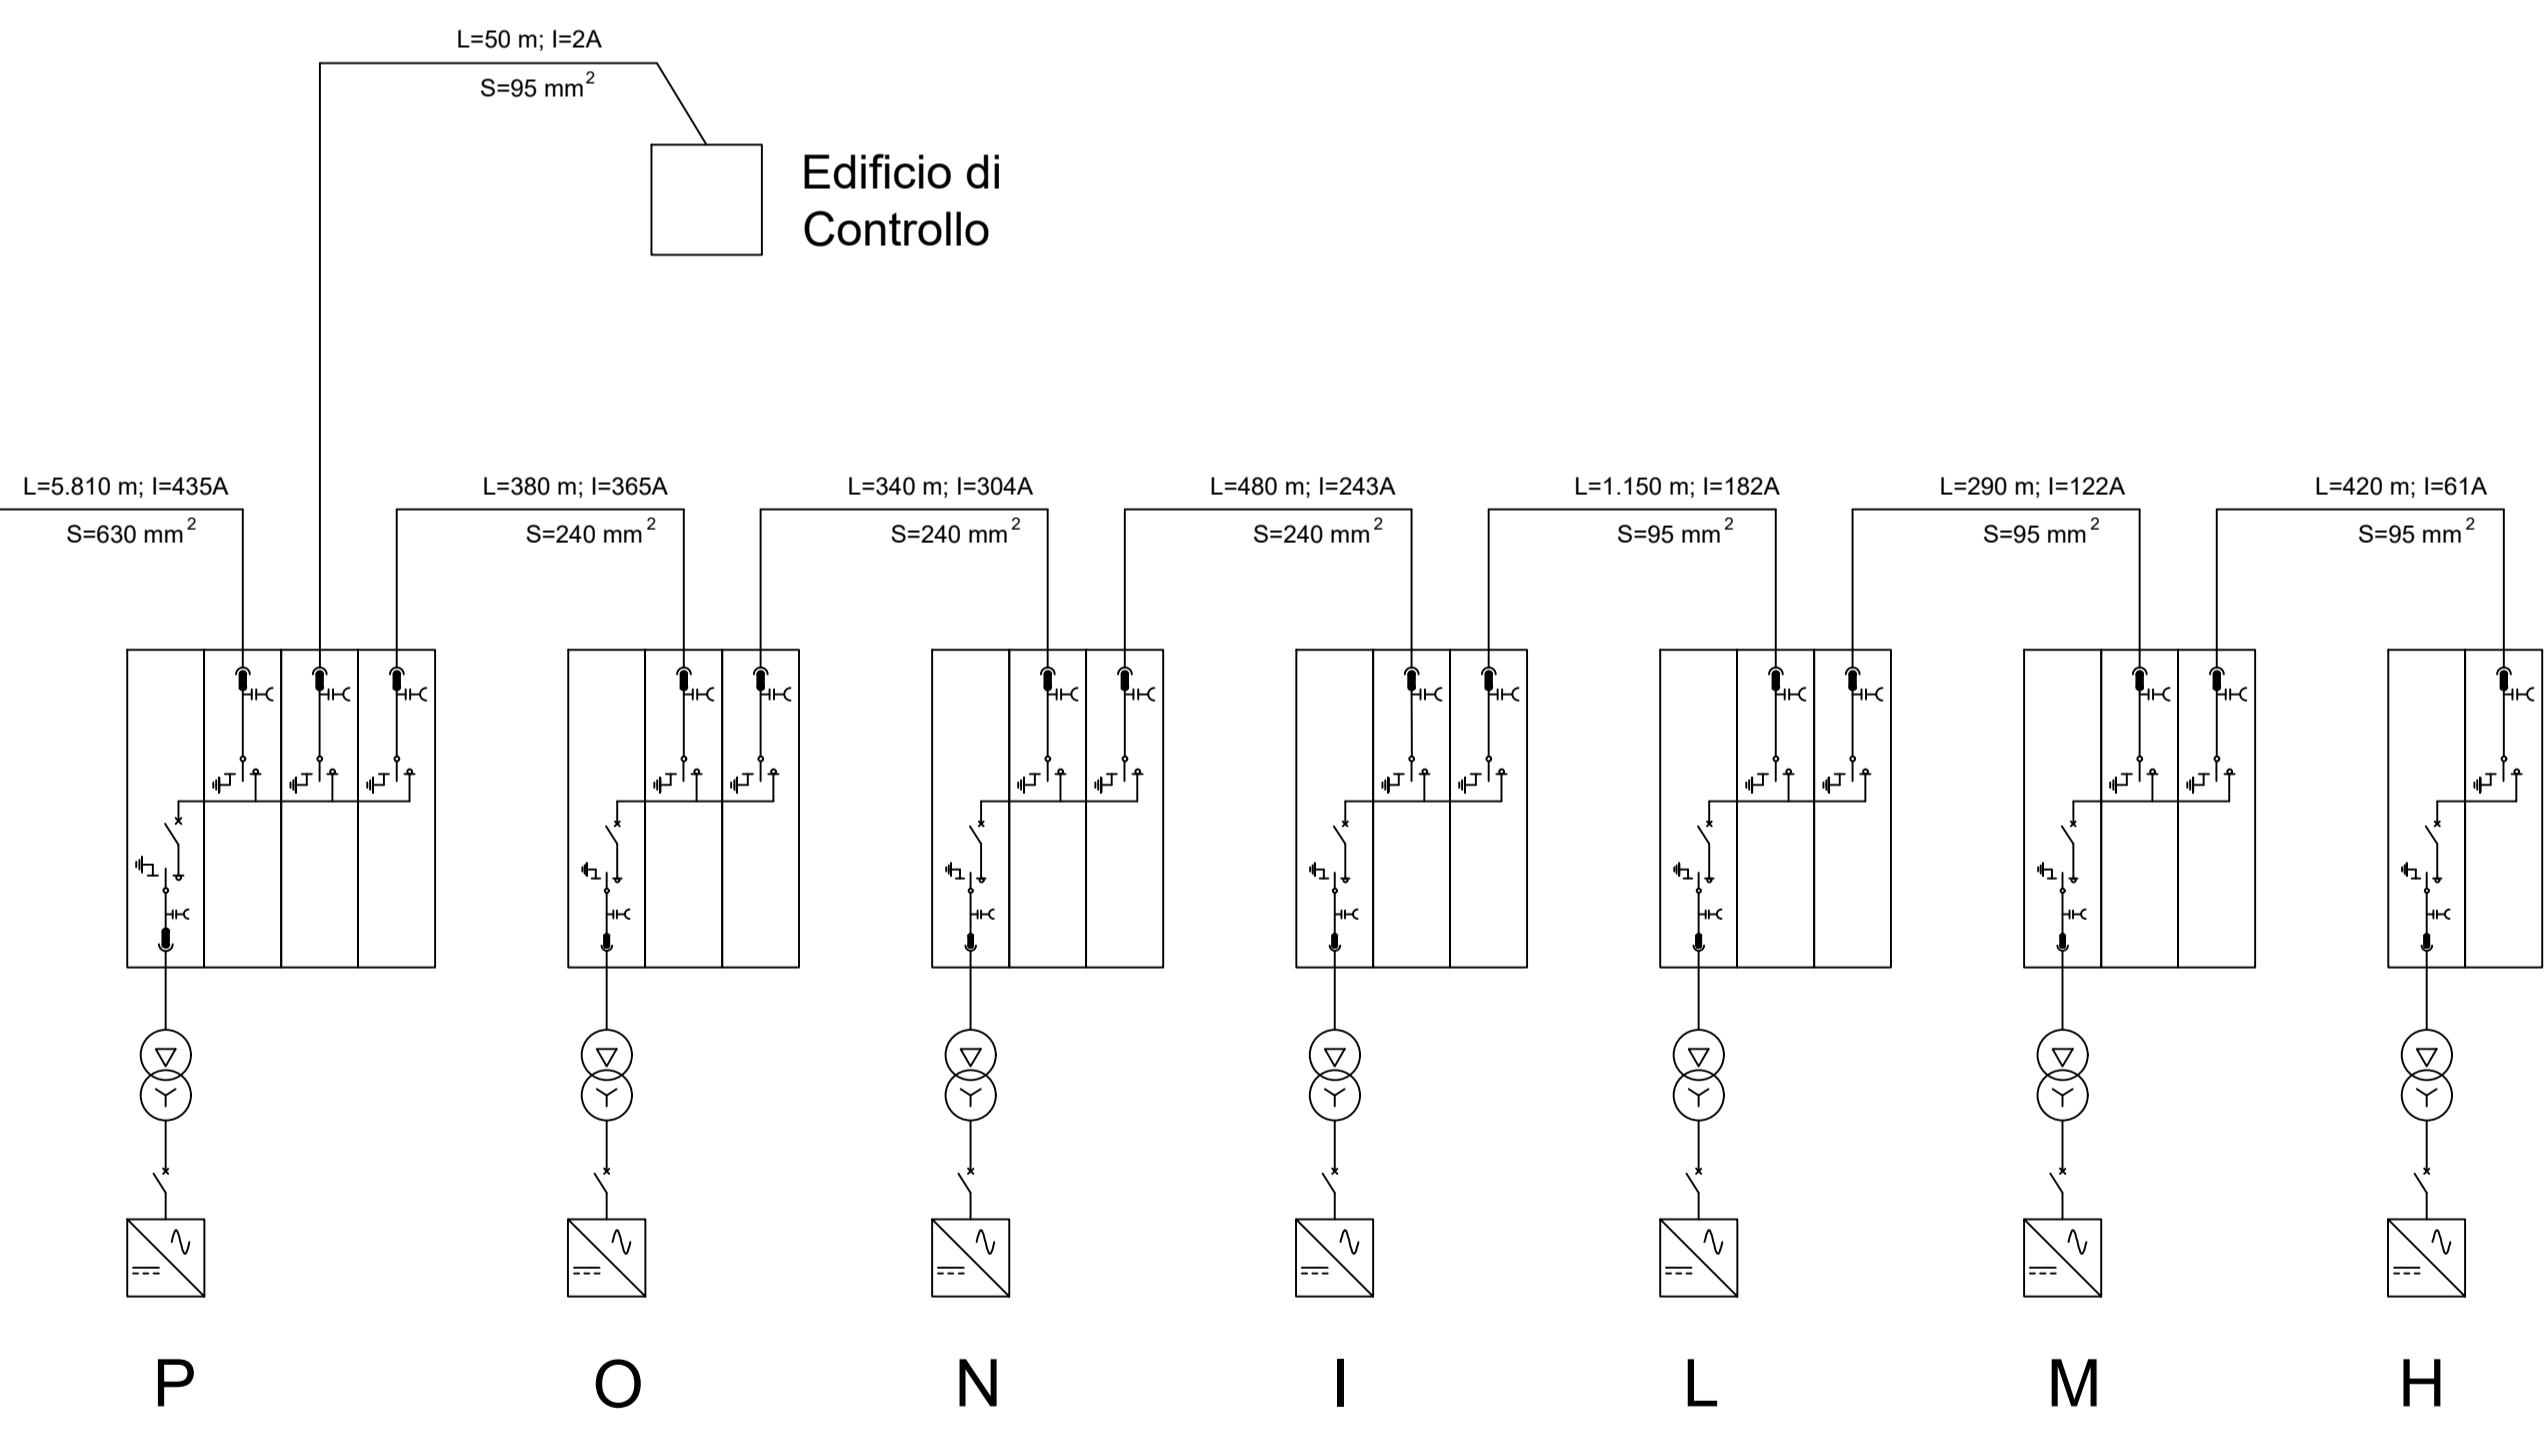 L=50 m; I=2A
S=95 mm²
Edificio di
Controllo
L=5.810 m; I=435A
S=630 mm²
L=380 m; I=365A
S=240 mm²
L=340 m; I=304A
S=240 mm²
L=480 m; I=243A
S=240 mm²
L=1.150 m; I=182A
S=95 mm²
L=290 m; I=122A
S=95 mm²
L=420 m; I=61A
S=95 mm²
P
O
N
I
L
M
H